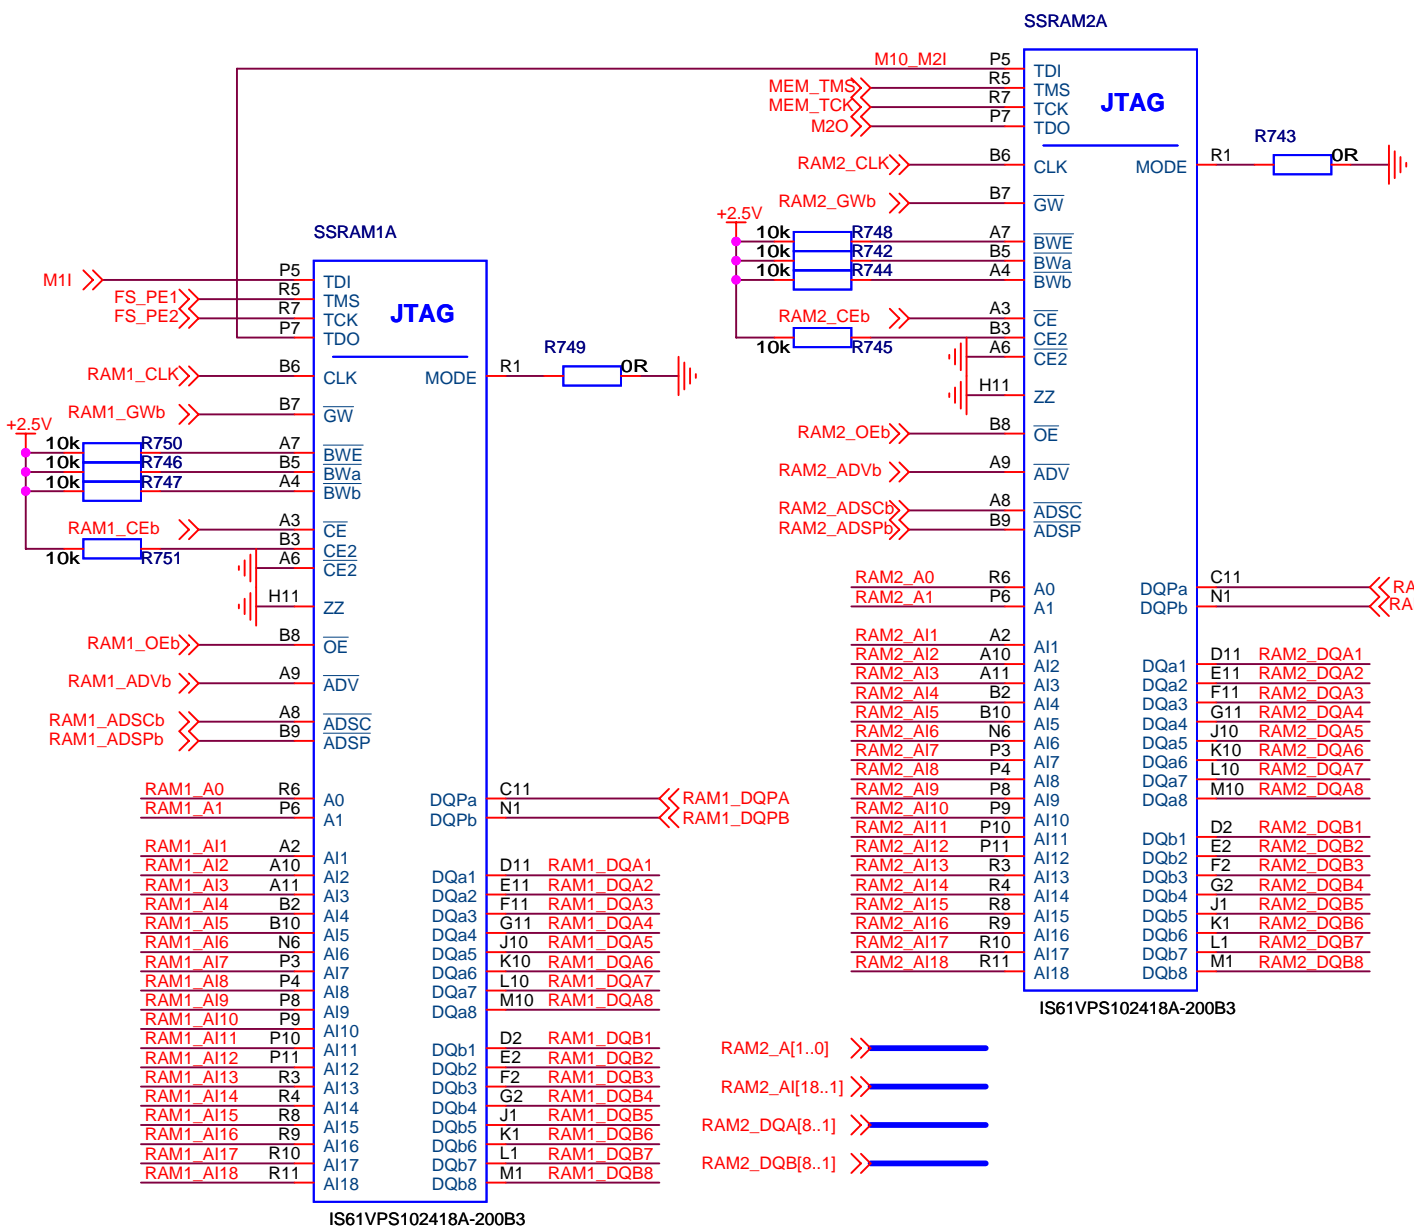 SSRAM2A
M10_M2I P5 TDI
MEM_TMS R5 TMS
MEM_TCK R7 TCK
M2O P7 TDO
JTAG
RAM2_CLK B6 CLK
MODE R1 R743 0R
RAM2_GWb B7 GW
+2.5V
10k R748 A7 BWE
10k R742 B5 BWa
10k R744 A4 BWb
RAM2_CEb A3 CE
10k R745 B3 CE2
A6 CE2
H11 ZZ
RAM2_OEb B8 OE
RAM2_ADVb A9 ADV
RAM2_ADSCb A8 ADSC
RAM2_ADSPb B9 ADSP
RAM2_A0 R6 A0
RAM2_A1 P6 A1
DQPa C11 RA
DQPb N1 RA
RAM2_AI1 A2 AI1
RAM2_AI2 A10 AI2
RAM2_AI3 A11 AI3
RAM2_AI4 B2 AI4
RAM2_AI5 B10 AI5
RAM2_AI6 N6 AI6
RAM2_AI7 P3 AI7
RAM2_AI8 P4 AI8
RAM2_AI9 P8 AI9
RAM2_AI10 P9 AI10
RAM2_AI11 P10 AI11
RAM2_AI12 P11 AI12
RAM2_AI13 R3 AI13
RAM2_AI14 R4 AI14
RAM2_AI15 R8 AI15
RAM2_AI16 R9 AI16
RAM2_AI17 R10 AI17
RAM2_AI18 R11 AI18
DQa1 D11 RAM2_DQA1
DQa2 E11 RAM2_DQA2
DQa3 F11 RAM2_DQA3
DQa4 G11 RAM2_DQA4
DQa5 J10 RAM2_DQA5
DQa6 K10 RAM2_DQA6
DQa7 L10 RAM2_DQA7
DQa8 M10 RAM2_DQA8
DQb1 D2 RAM2_DQB1
DQb2 E2 RAM2_DQB2
DQb3 F2 RAM2_DQB3
DQb4 G2 RAM2_DQB4
DQb5 J1 RAM2_DQB5
DQb6 K1 RAM2_DQB6
DQb7 L1 RAM2_DQB7
DQb8 M1 RAM2_DQB8
IS61VPS102418A-200B3
SSRAM1A
M1I P5 TDI
FS_PE1 R5 TMS
FS_PE2 R7 TCK
P7 TDO
JTAG
RAM1_CLK B6 CLK
MODE R1 R749 0R
RAM1_GWb B7 GW
+2.5V
10k R750 A7 BWE
10k R746 B5 BWa
10k R747 A4 BWb
RAM1_CEb A3 CE
10k R751 B3 CE2
A6 CE2
H11 ZZ
RAM1_OEb B8 OE
RAM1_ADVb A9 ADV
RAM1_ADSCb A8 ADSC
RAM1_ADSPb B9 ADSP
RAM1_A0 R6 A0
RAM1_A1 P6 A1
DQPa C11 RAM1_DQPA
DQPb N1 RAM1_DQPB
RAM1_AI1 A2 AI1
RAM1_AI2 A10 AI2
RAM1_AI3 A11 AI3
RAM1_AI4 B2 AI4
RAM1_AI5 B10 AI5
RAM1_AI6 N6 AI6
RAM1_AI7 P3 AI7
RAM1_AI8 P4 AI8
RAM1_AI9 P8 AI9
RAM1_AI10 P9 AI10
RAM1_AI11 P10 AI11
RAM1_AI12 P11 AI12
RAM1_AI13 R3 AI13
RAM1_AI14 R4 AI14
RAM1_AI15 R8 AI15
RAM1_AI16 R9 AI16
RAM1_AI17 R10 AI17
RAM1_AI18 R11 AI18
DQa1 D11 RAM1_DQA1
DQa2 E11 RAM1_DQA2
DQa3 F11 RAM1_DQA3
DQa4 G11 RAM1_DQA4
DQa5 J10 RAM1_DQA5
DQa6 K10 RAM1_DQA6
DQa7 L10 RAM1_DQA7
DQa8 M10 RAM1_DQA8
DQb1 D2 RAM1_DQB1
DQb2 E2 RAM1_DQB2
DQb3 F2 RAM1_DQB3
DQb4 G2 RAM1_DQB4
DQb5 J1 RAM1_DQB5
DQb6 K1 RAM1_DQB6
DQb7 L1 RAM1_DQB7
DQb8 M1 RAM1_DQB8
IS61VPS102418A-200B3
RAM2_A[1..0]
RAM2_AI[18..1]
RAM2_DQA[8..1]
RAM2_DQB[8..1]